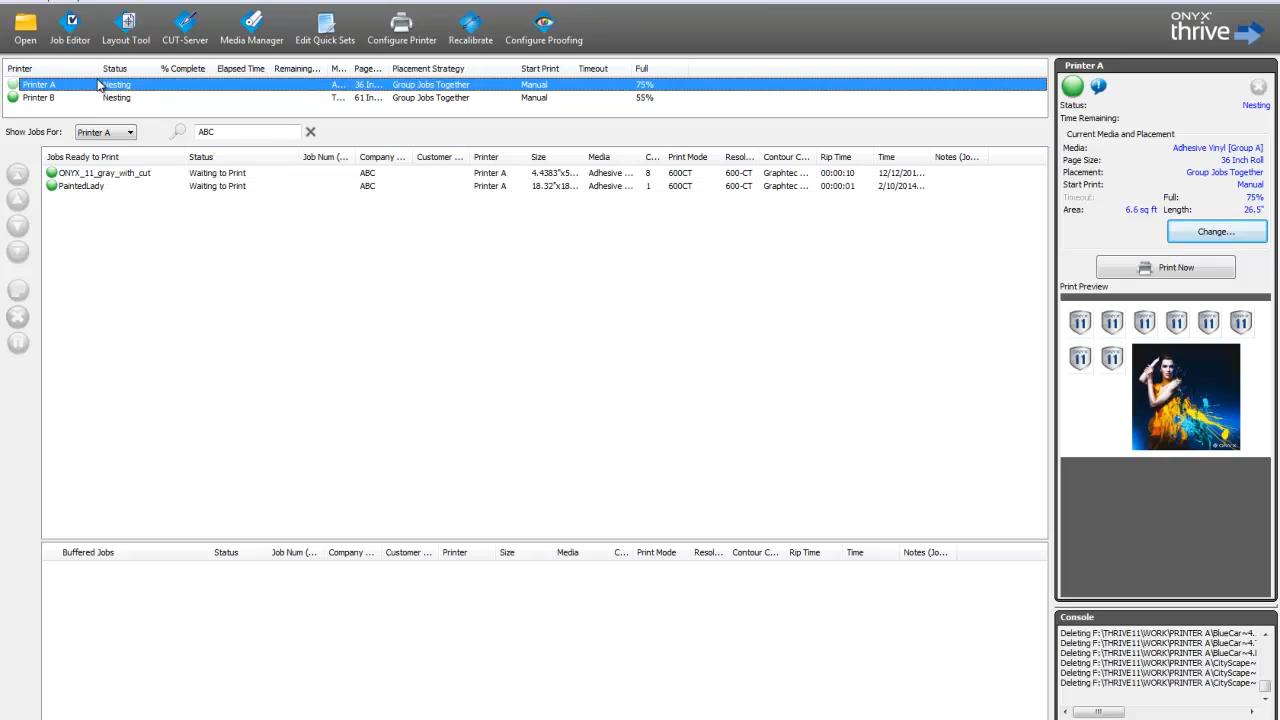 Open Job Editor Layout Tool CUT-Server Media Manager Edit Quick Sets Configure Printer Recalibrate Configure Proofing
ONYX
thrive
Printer Status % Complete Elapsed Time Remaining... M... Page... Placement Strategy Start Print Timeout Full
Printer A Nesting A... 36 In... Group Jobs Together Manual 75%
Printer B Nesting T... 61 In... Group Jobs Together Manual 55%
Show Jobs For: Printer A ABC
Jobs Ready to Print Status Job Num (... Company ... Customer ... Printer Size Media C... Print Mode Resol... Contour C... Rip Time Time Notes (Jo...
ONYX_11_gray_with_cut Waiting to Print ABC Printer A 4.4383"x5... Adhesive ... 8 600CT 600-CT Graphtec ... 00:00:10 12/12/201...
PaintedLady Waiting to Print ABC Printer A 18.32"x18... Adhesive ... 1 600CT 600-CT Graphtec ... 00:00:01 2/10/2014...
Buffered Jobs Status Job Num (... Company ... Customer ... Printer Size Media C... Print Mode Resol... Contour C... Rip Time Time Notes (Jo...
Printer A
Status: Nesting
Time Remaining:
Current Media and Placement
Media: Adhesive Vinyl [Group A]
Page Size: 36 Inch Roll
Placement: Group Jobs Together
Start Print: Manual
Timeout: Full: 75%
Area: 6.6 sq ft Length: 26.5"
Change...
Print Now
Print Preview
11 11 11 11 11 11
11 11
ONYX
Console
Deleting F:\THRIVE11\WORK\PRINTER A\BlueCar~4.
Deleting F:\THRIVE11\WORK\PRINTER A\BlueCar~4.
Deleting F:\THRIVE11\WORK\PRINTER A\BlueCar~4.
Deleting F:\THRIVE11\WORK\PRINTER A\CityScape~
Deleting F:\THRIVE11\WORK\PRINTER A\CityScape~
Deleting F:\THRIVE11\WORK\PRINTER A\CityScape~